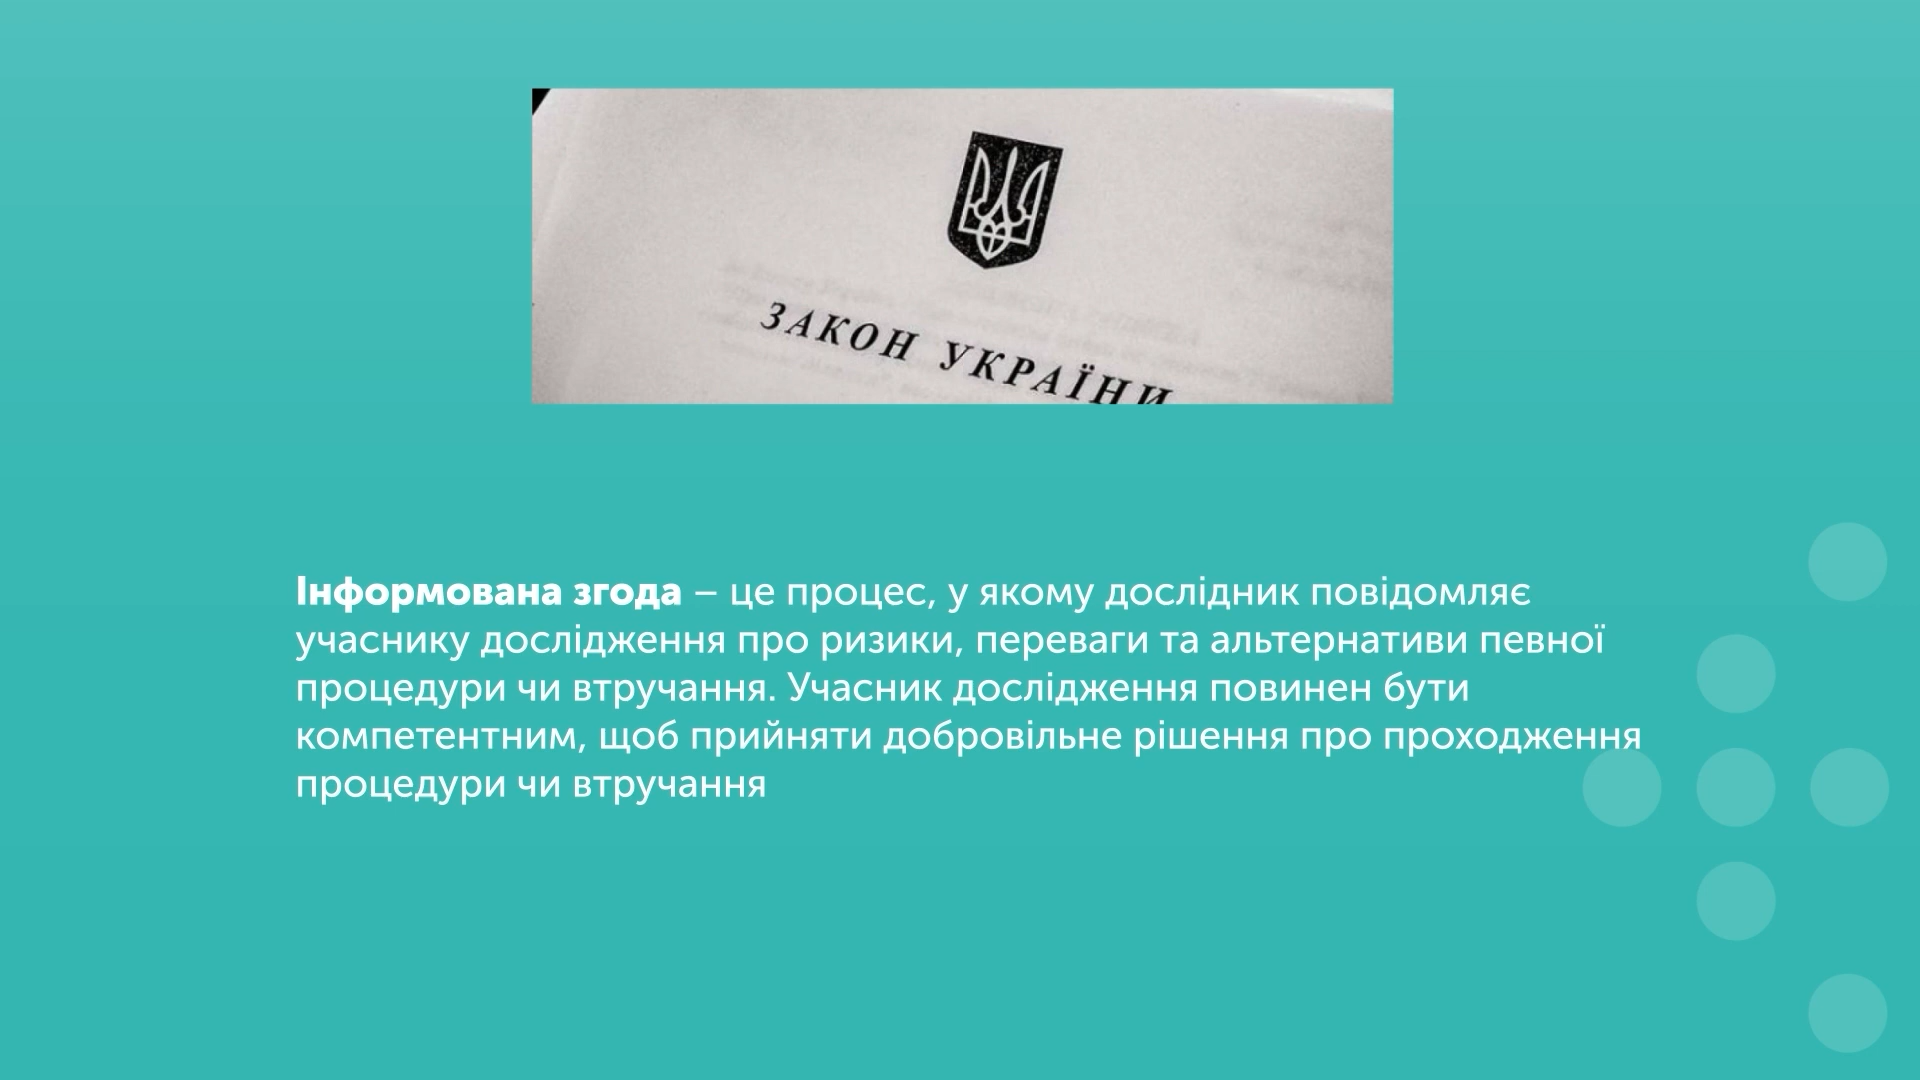 ЗАКОН УКРАЇНИ
Інформована згода – це процес, у якому дослідник повідомляє
учаснику дослідження про ризики, переваги та альтернативи певної
процедури чи втручання. Учасник дослідження повинен бути
компетентним, щоб прийняти добровільне рішення про проходження
процедури чи втручання